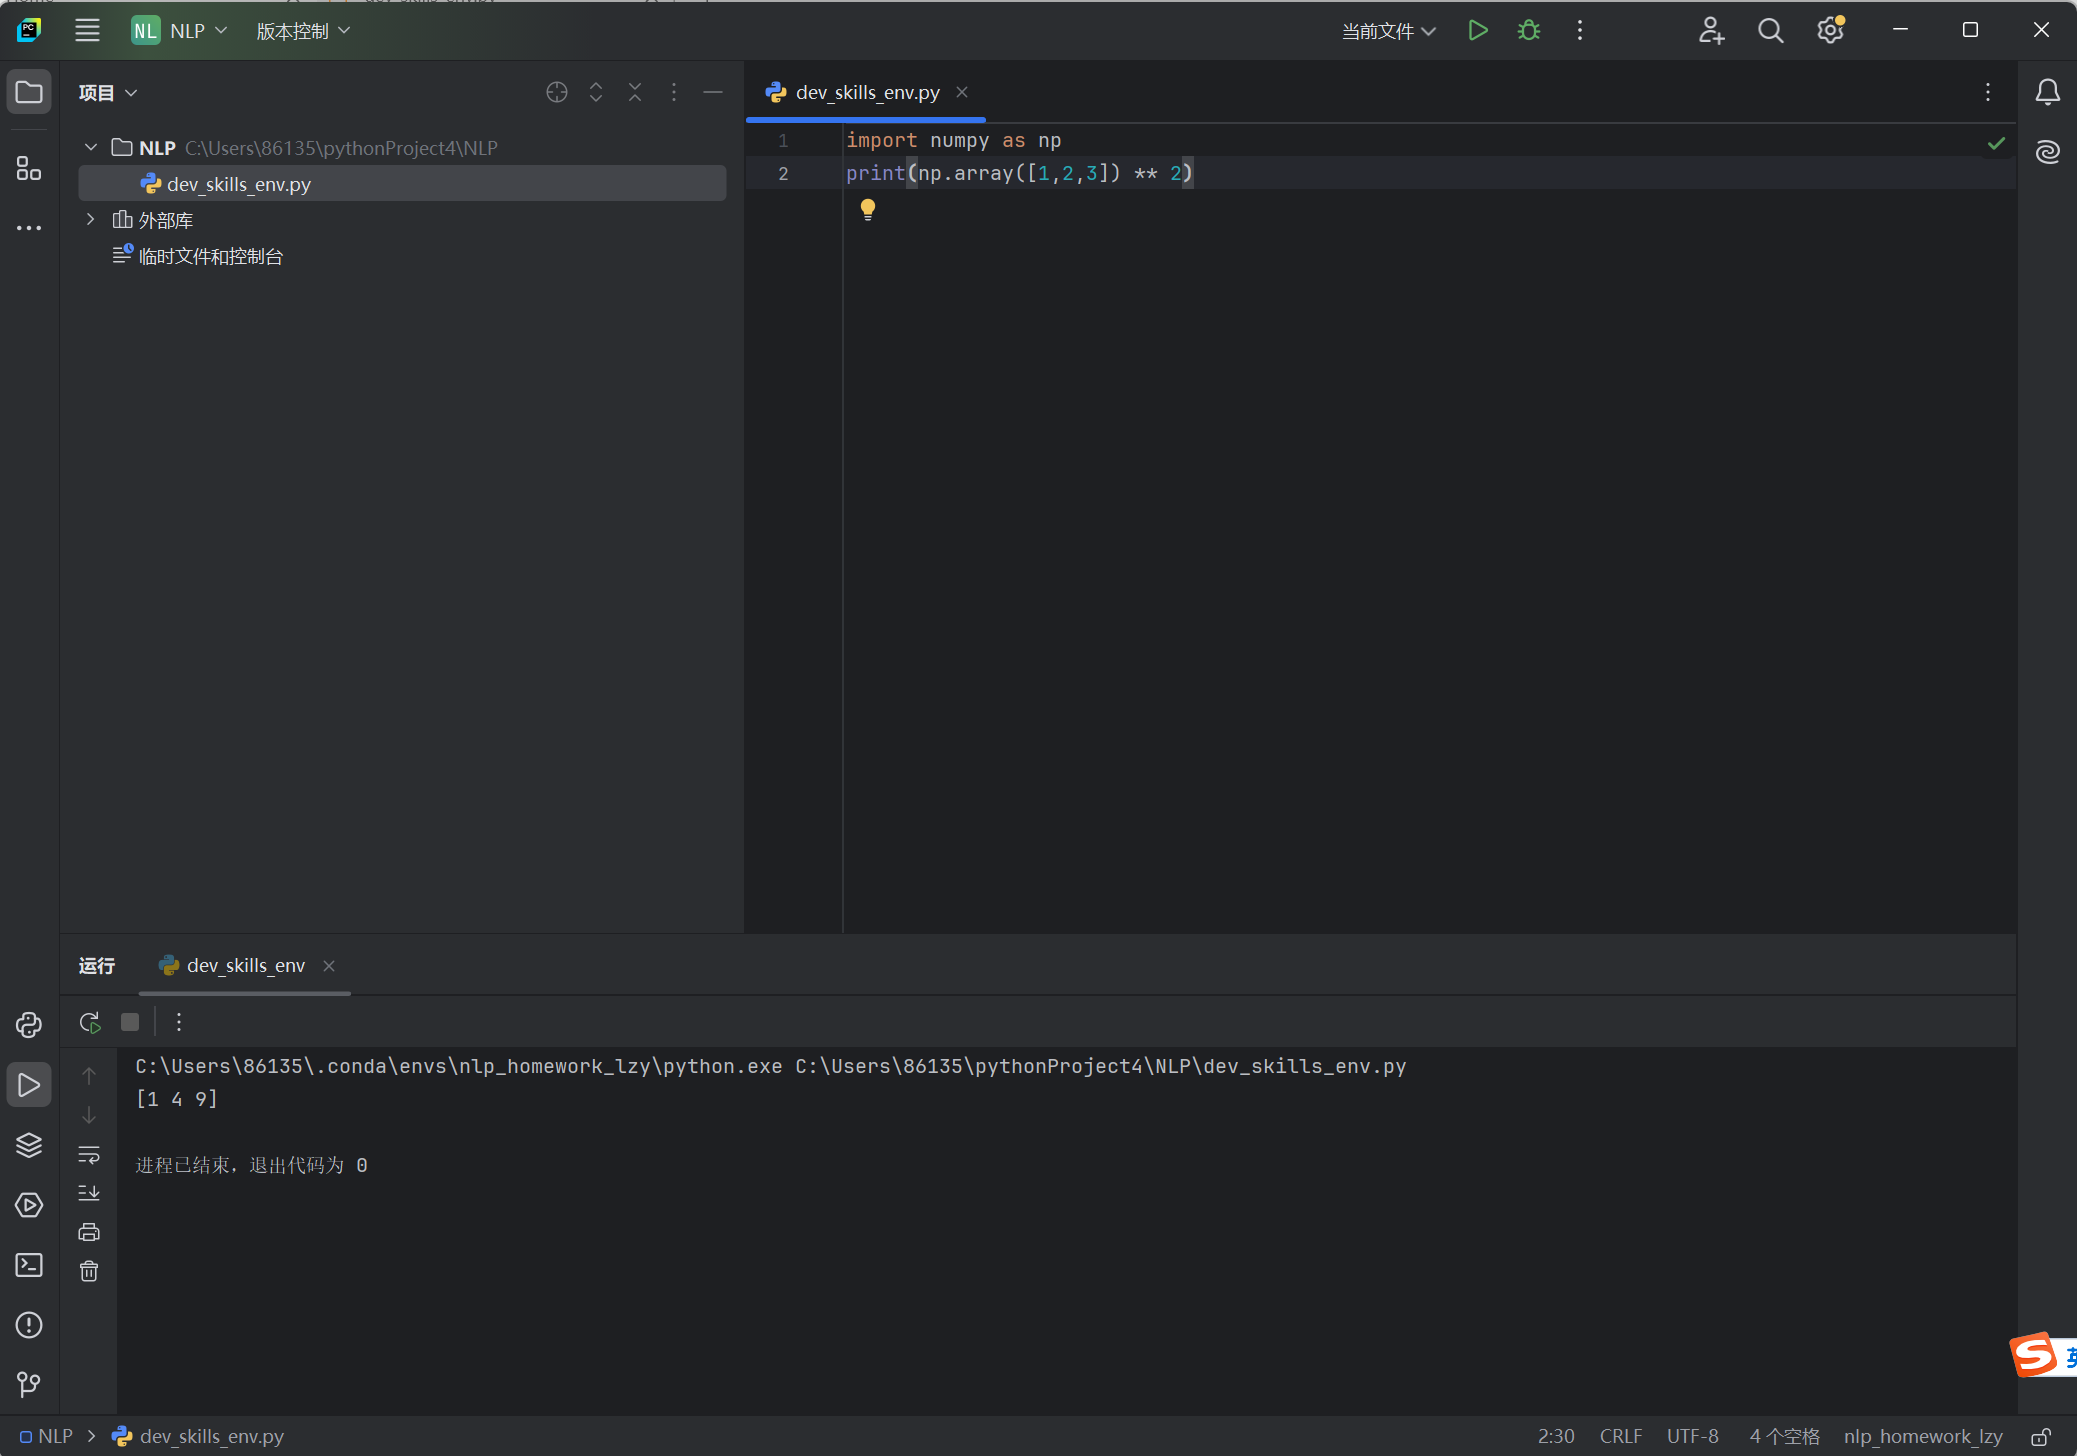 NL NLP 版本控制 当前文件
项目
dev_skills_env.py
NLP C:\Users\86135\pythonProject4\NLP
dev_skills_env.py
外部库
临时文件和控制台
1 import numpy as np
2 print(np.array([1,2,3]) ** 2)
运行 dev_skills_env
C:\Users\86135\.conda\envs\nlp_homework_lzy\python.exe C:\Users\86135\pythonProject4\NLP\dev_skills_env.py
[1 4 9]
进程已结束，退出代码为 0
NLP > dev_skills_env.py 2:30 CRLF UTF-8 4 个空格 nlp_homework_lzy